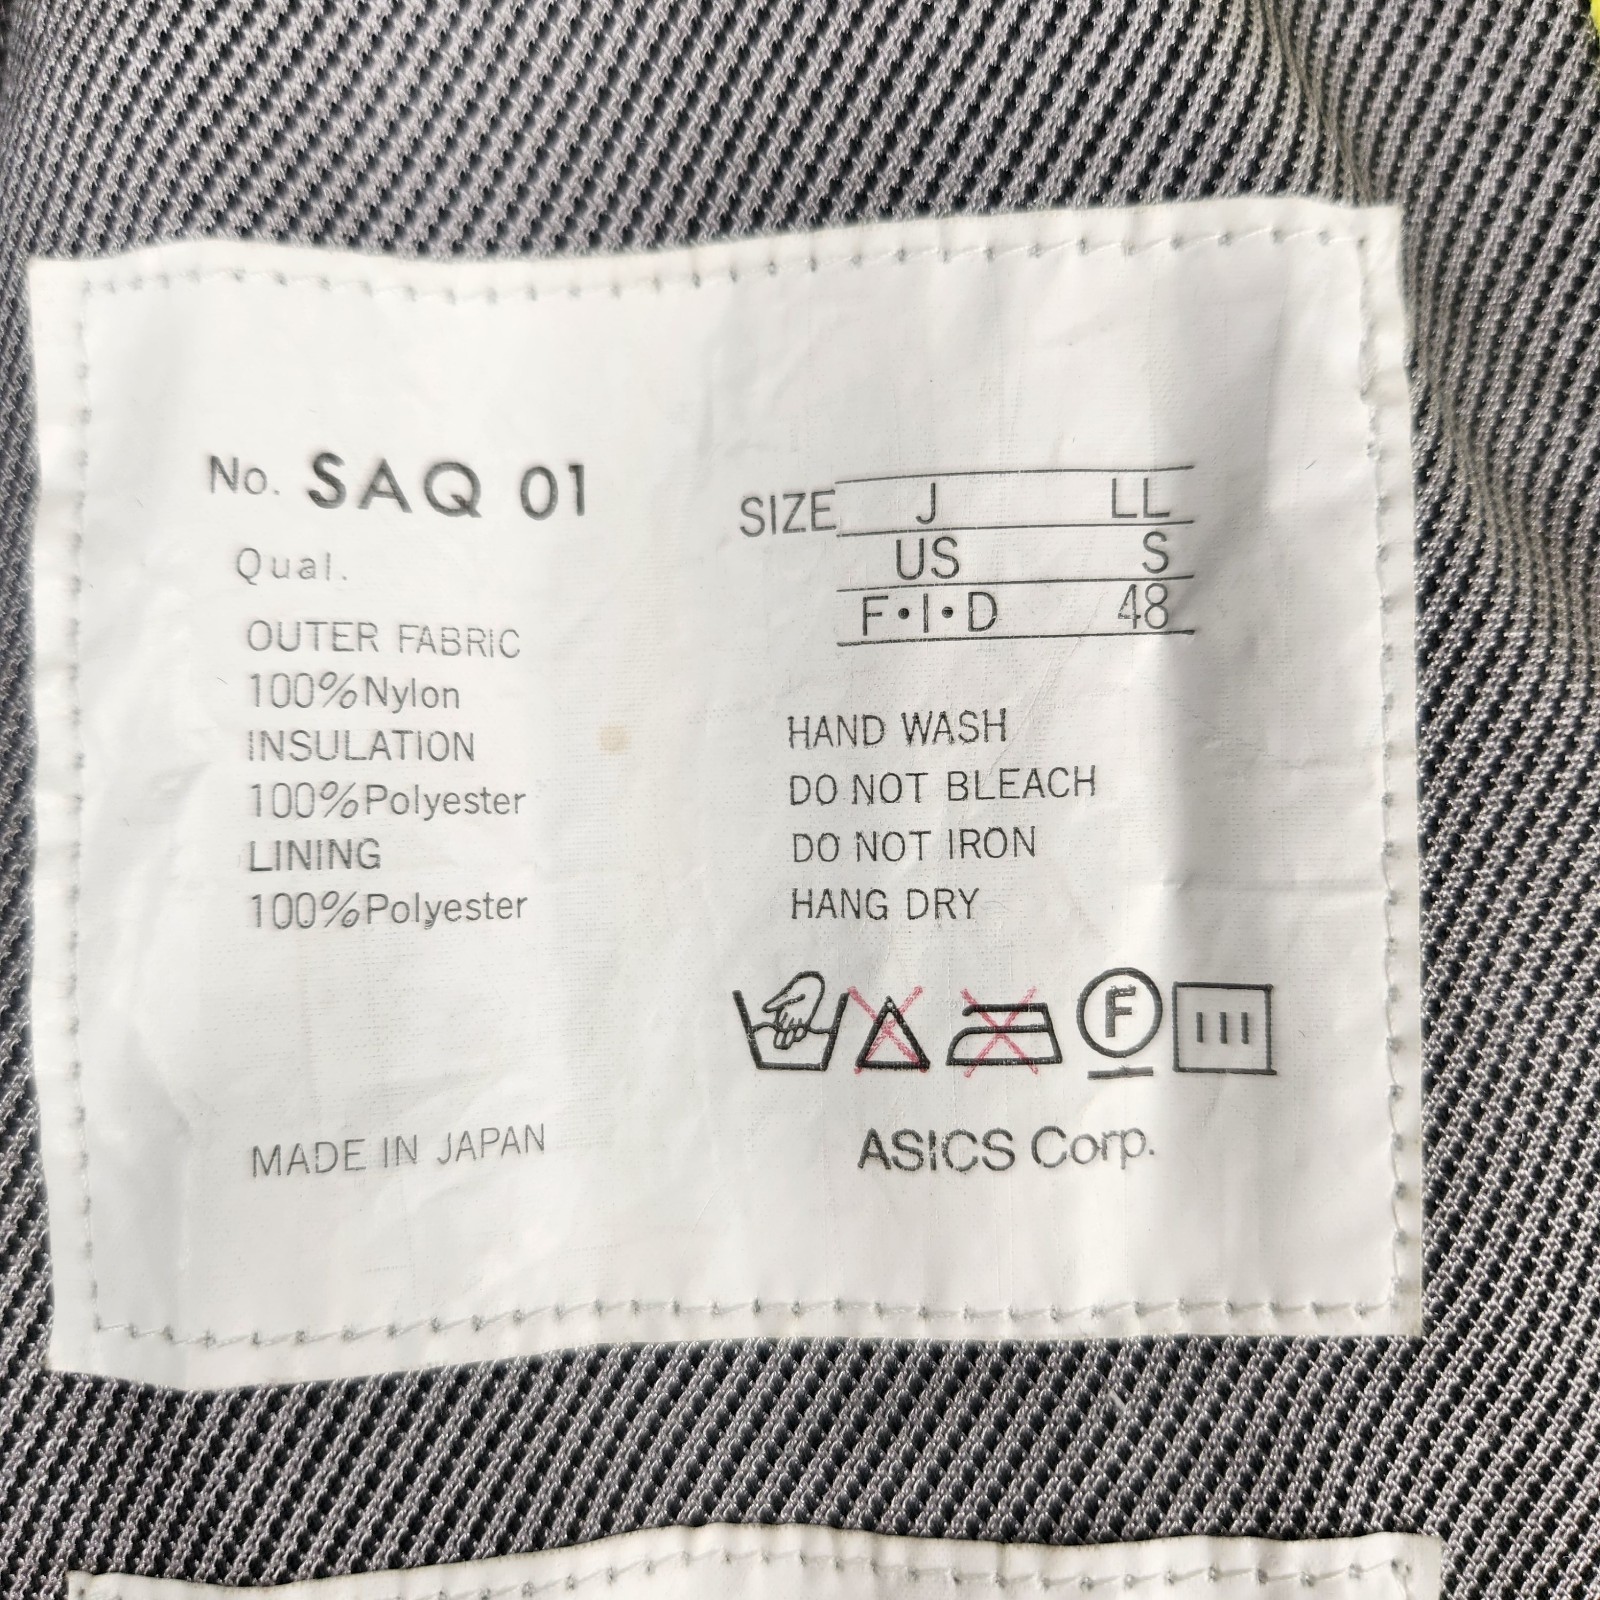 No. SAQ 01
Qual.
OUTER FABRIC
100%Nylon
INSULATION
100%Polyester
LINING
100%Polyester
MADE IN JAPAN
SIZE J LL
US S
F•I•D 48
HAND WASH
DO NOT BLEACH
DO NOT IRON
HANG DRY
F
ASICS Corp.